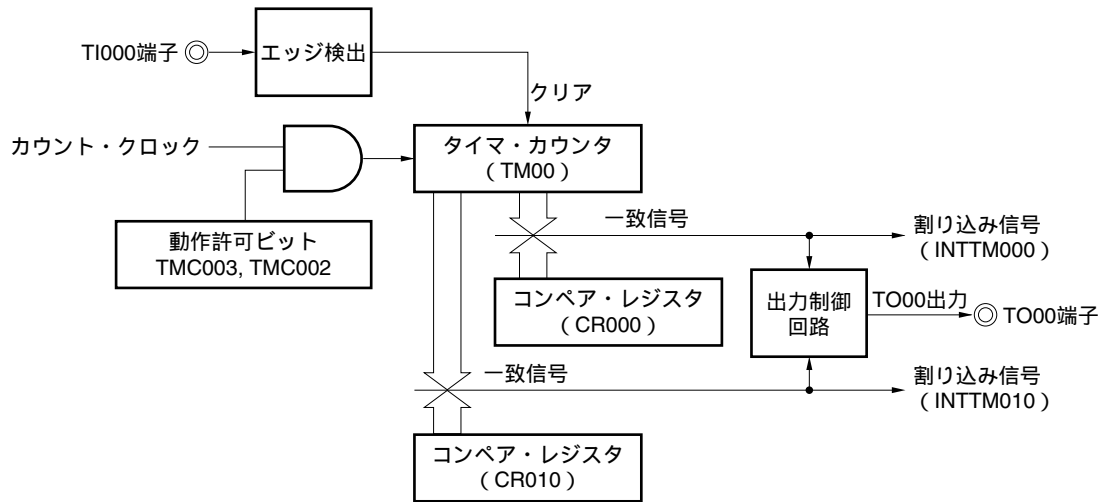 TI000端子
エッジ検出
クリア
カウント・クロック
タイマ・カウンタ
(TM00)
動作許可ビット
TMC003, TMC002
一致信号
割り込み信号
(INTTM000)
コンペア・レジスタ
(CR000)
出力制御
回路
TO00出力
TO00端子
一致信号
割り込み信号
(INTTM010)
コンペア・レジスタ
(CR010)